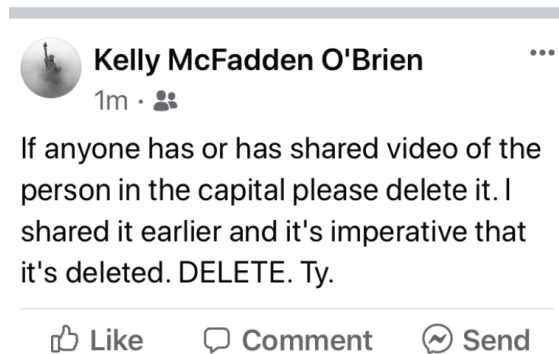 Kelly McFadden O'Brien
1m ·
If anyone has or has shared video of the
person in the capital please delete it. I
shared it earlier and it's imperative that
it's deleted. DELETE. Ty.
Like Comment Send